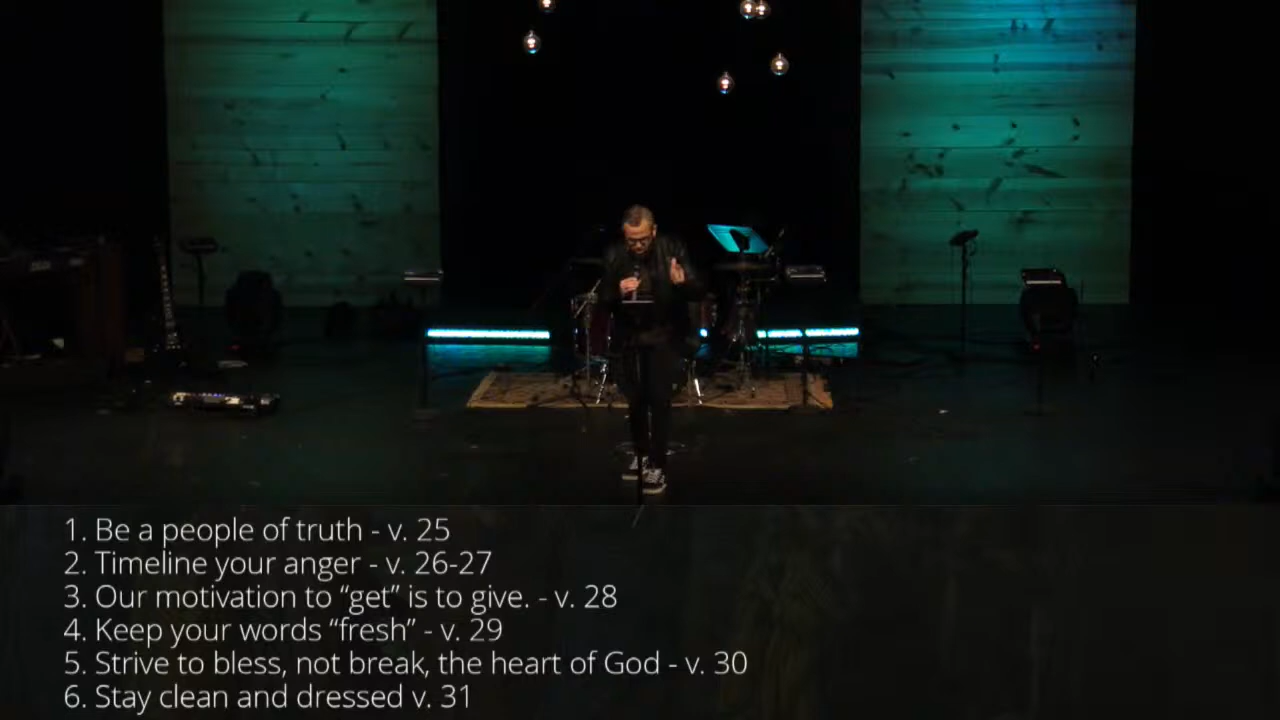 1. Be a people of truth - v. 25
2. Timeline your anger - v. 26-27
3. Our motivation to “get” is to give. - v. 28
4. Keep your words “fresh” - v. 29
5. Strive to bless, not break, the heart of God - v. 30
6. Stay clean and dressed v. 31